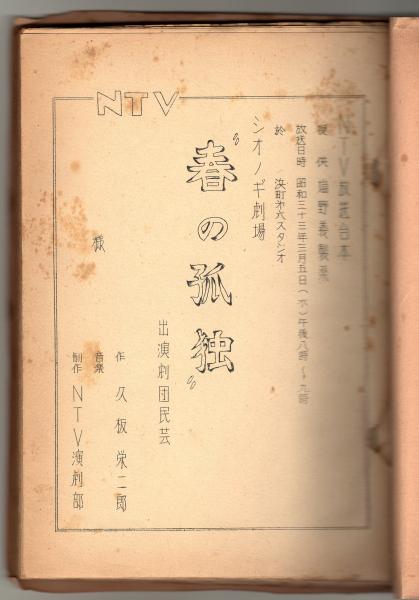 NTV
NTV放送台本
提供 塩野義製薬
放送日時 昭和三十三年三月五日(水)午後八時〜九時
於 浜町第六スタジオ
シオノギ劇場
"春の孤独"
出演 劇団民芸
作 久板栄二郎
音楽
制作 NTV演劇部
様